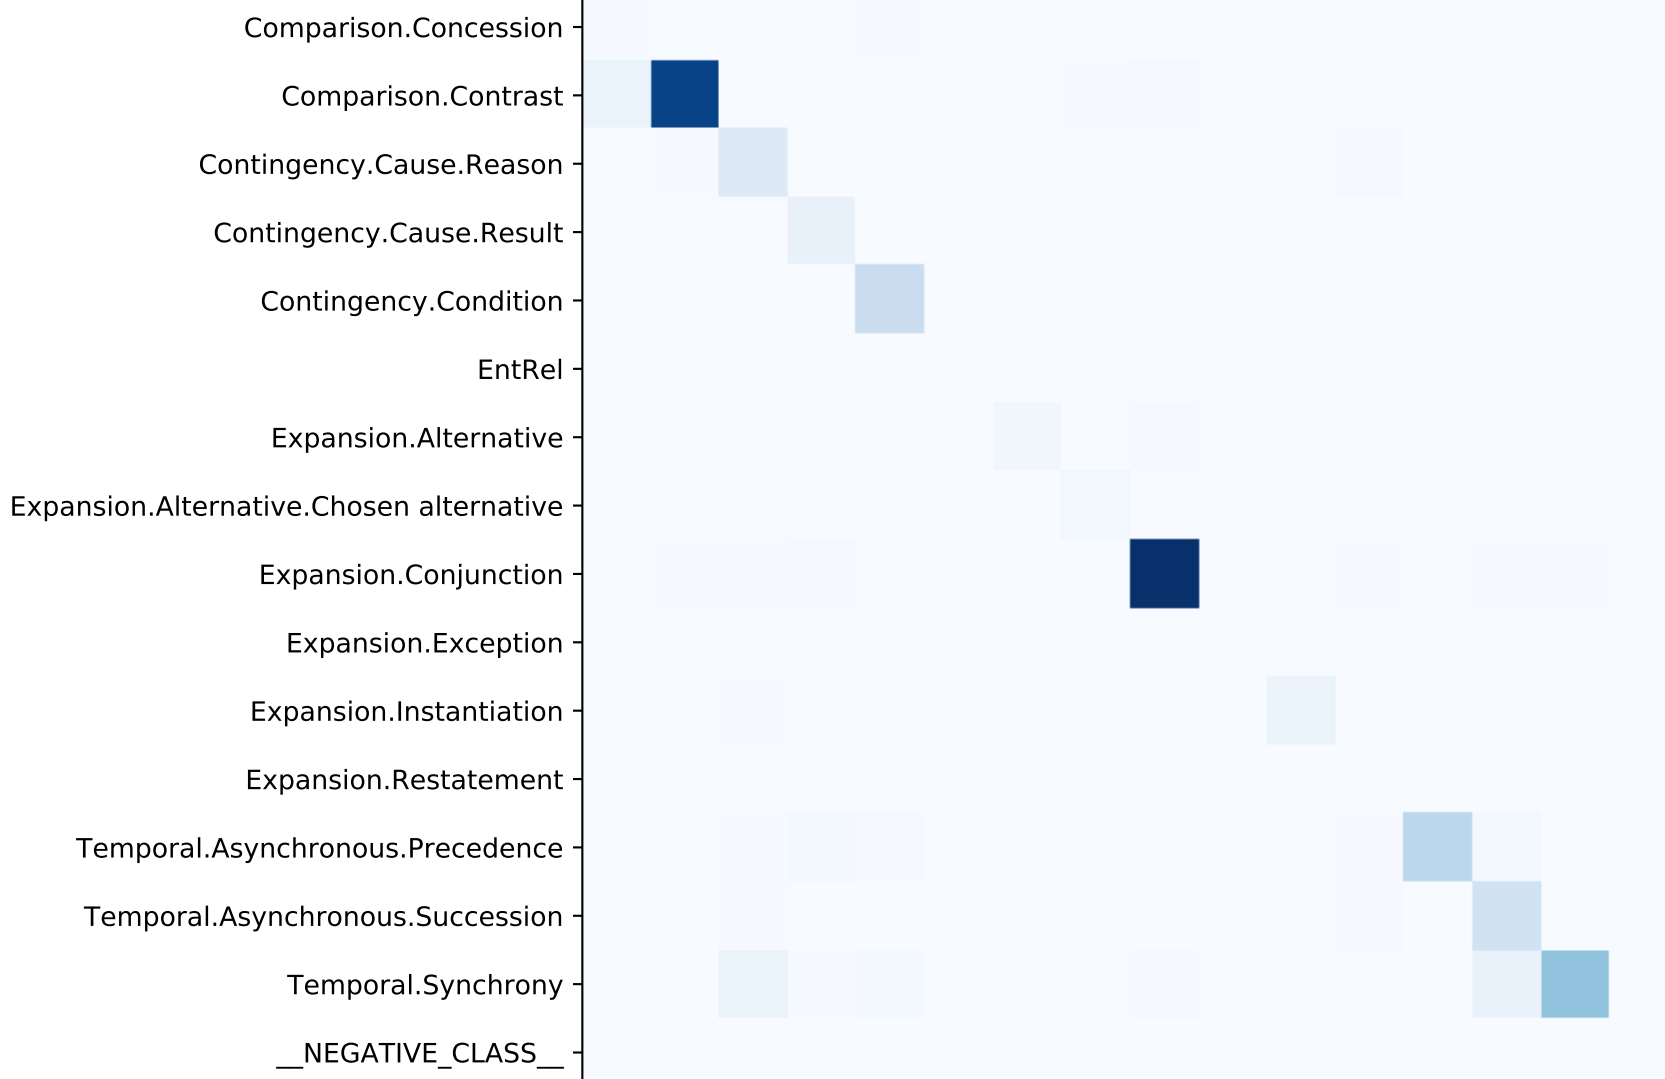 Comparison.Concession
Comparison.Contrast
Contingency.Cause.Reason
Contingency.Cause.Result
Contingency.Condition
EntRel
Expansion.Alternative
Expansion.Alternative.Chosen alternative
Expansion.Conjunction
Expansion.Exception
Expansion.Instantiation
Expansion.Restatement
Temporal.Asynchronous.Precedence
Temporal.Asynchronous.Succession
Temporal.Synchrony
__NEGATIVE_CLASS__